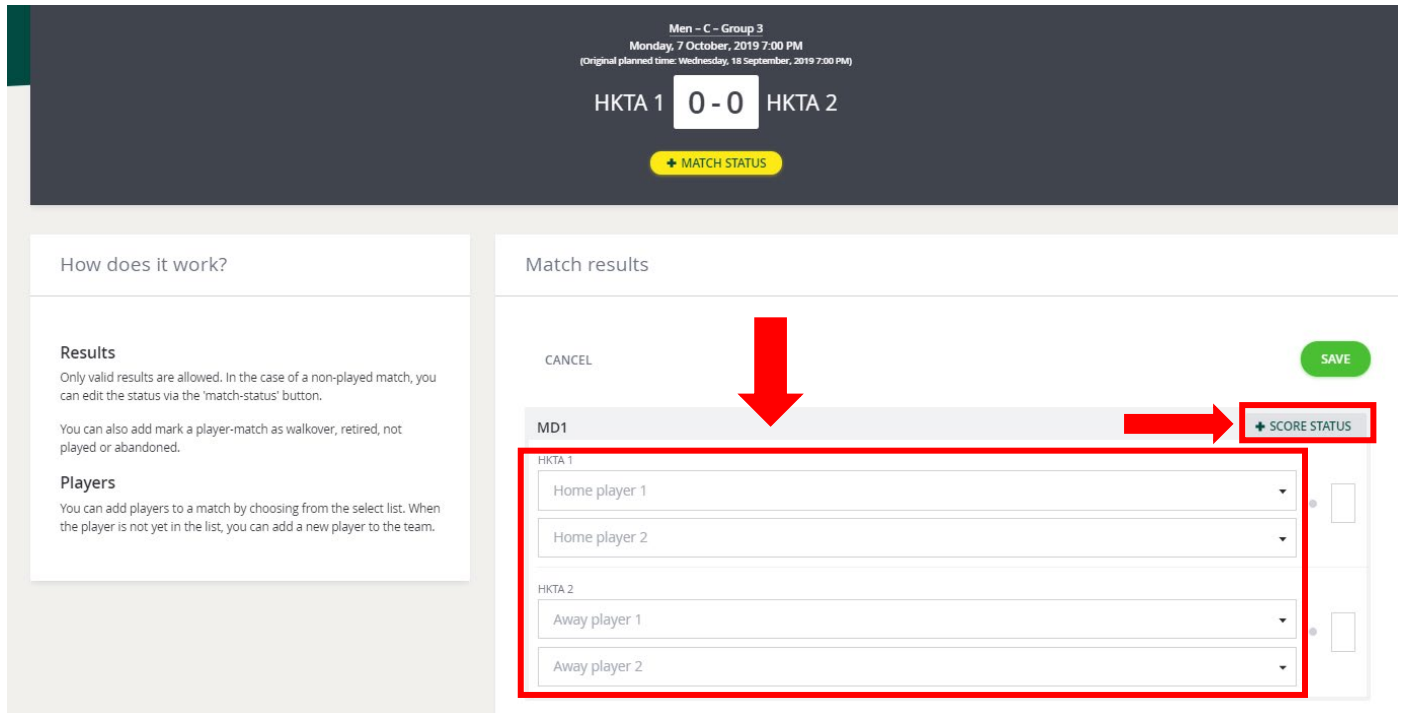 Men – C – Group 3
Monday, 7 October, 2019 7:00 PM
(Original planned time: Wednesday, 18 September, 2019 7:00 PM)
HKTA 1 0 - 0 HKTA 2
+ MATCH STATUS
How does it work?
Results
Only valid results are allowed. In the case of a non-played match, you
can edit the status via the 'match-status' button.
You can also add mark a player-match as walkover, retired, not
played or abandoned.
Players
You can add players to a match by choosing from the select list. When
the player is not yet in the list, you can add a new player to the team.
Match results
CANCEL
SAVE
MD1
+ SCORE STATUS
HKTA 1
Home player 1
Home player 2
HKTA 2
Away player 1
Away player 2